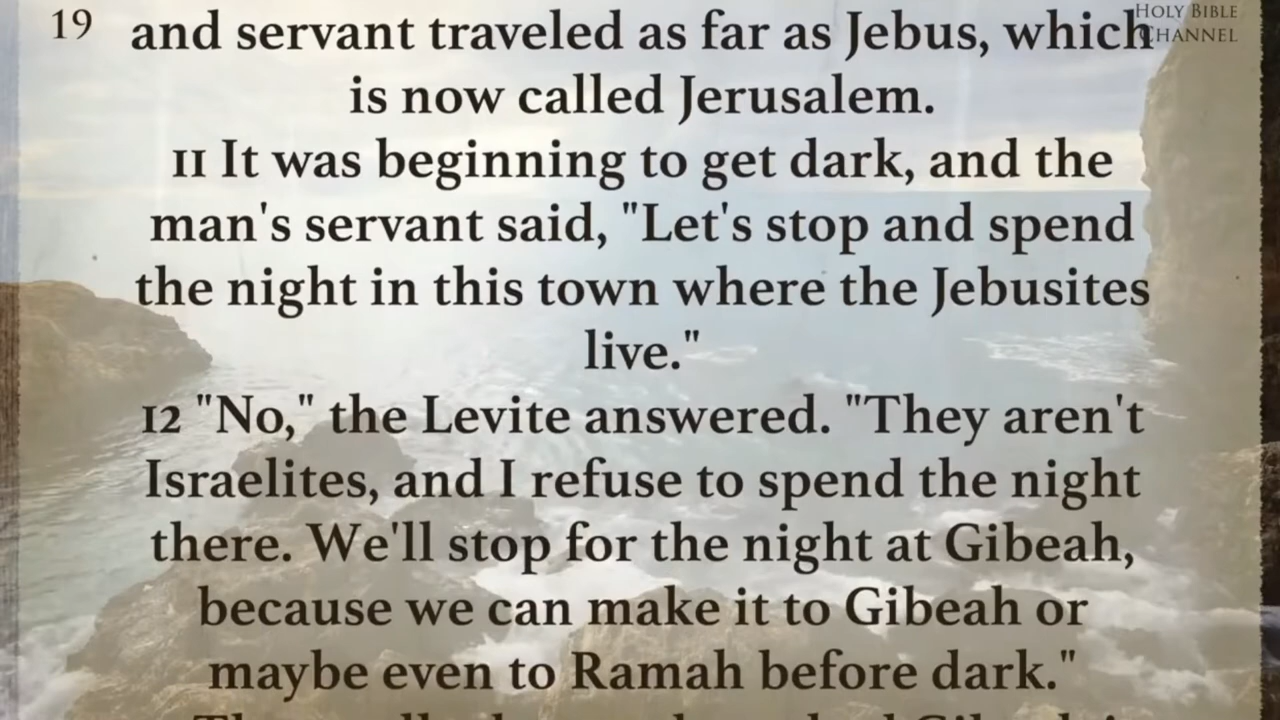 19
HOLY BIBLE
CHANNEL
and servant traveled as far as Jebus, which
is now called Jerusalem.
11 It was beginning to get dark, and the
man's servant said, "Let's stop and spend
the night in this town where the Jebusites
live."
12 "No," the Levite answered. "They aren't
Israelites, and I refuse to spend the night
there. We'll stop for the night at Gibeah,
because we can make it to Gibeah or
maybe even to Ramah before dark."